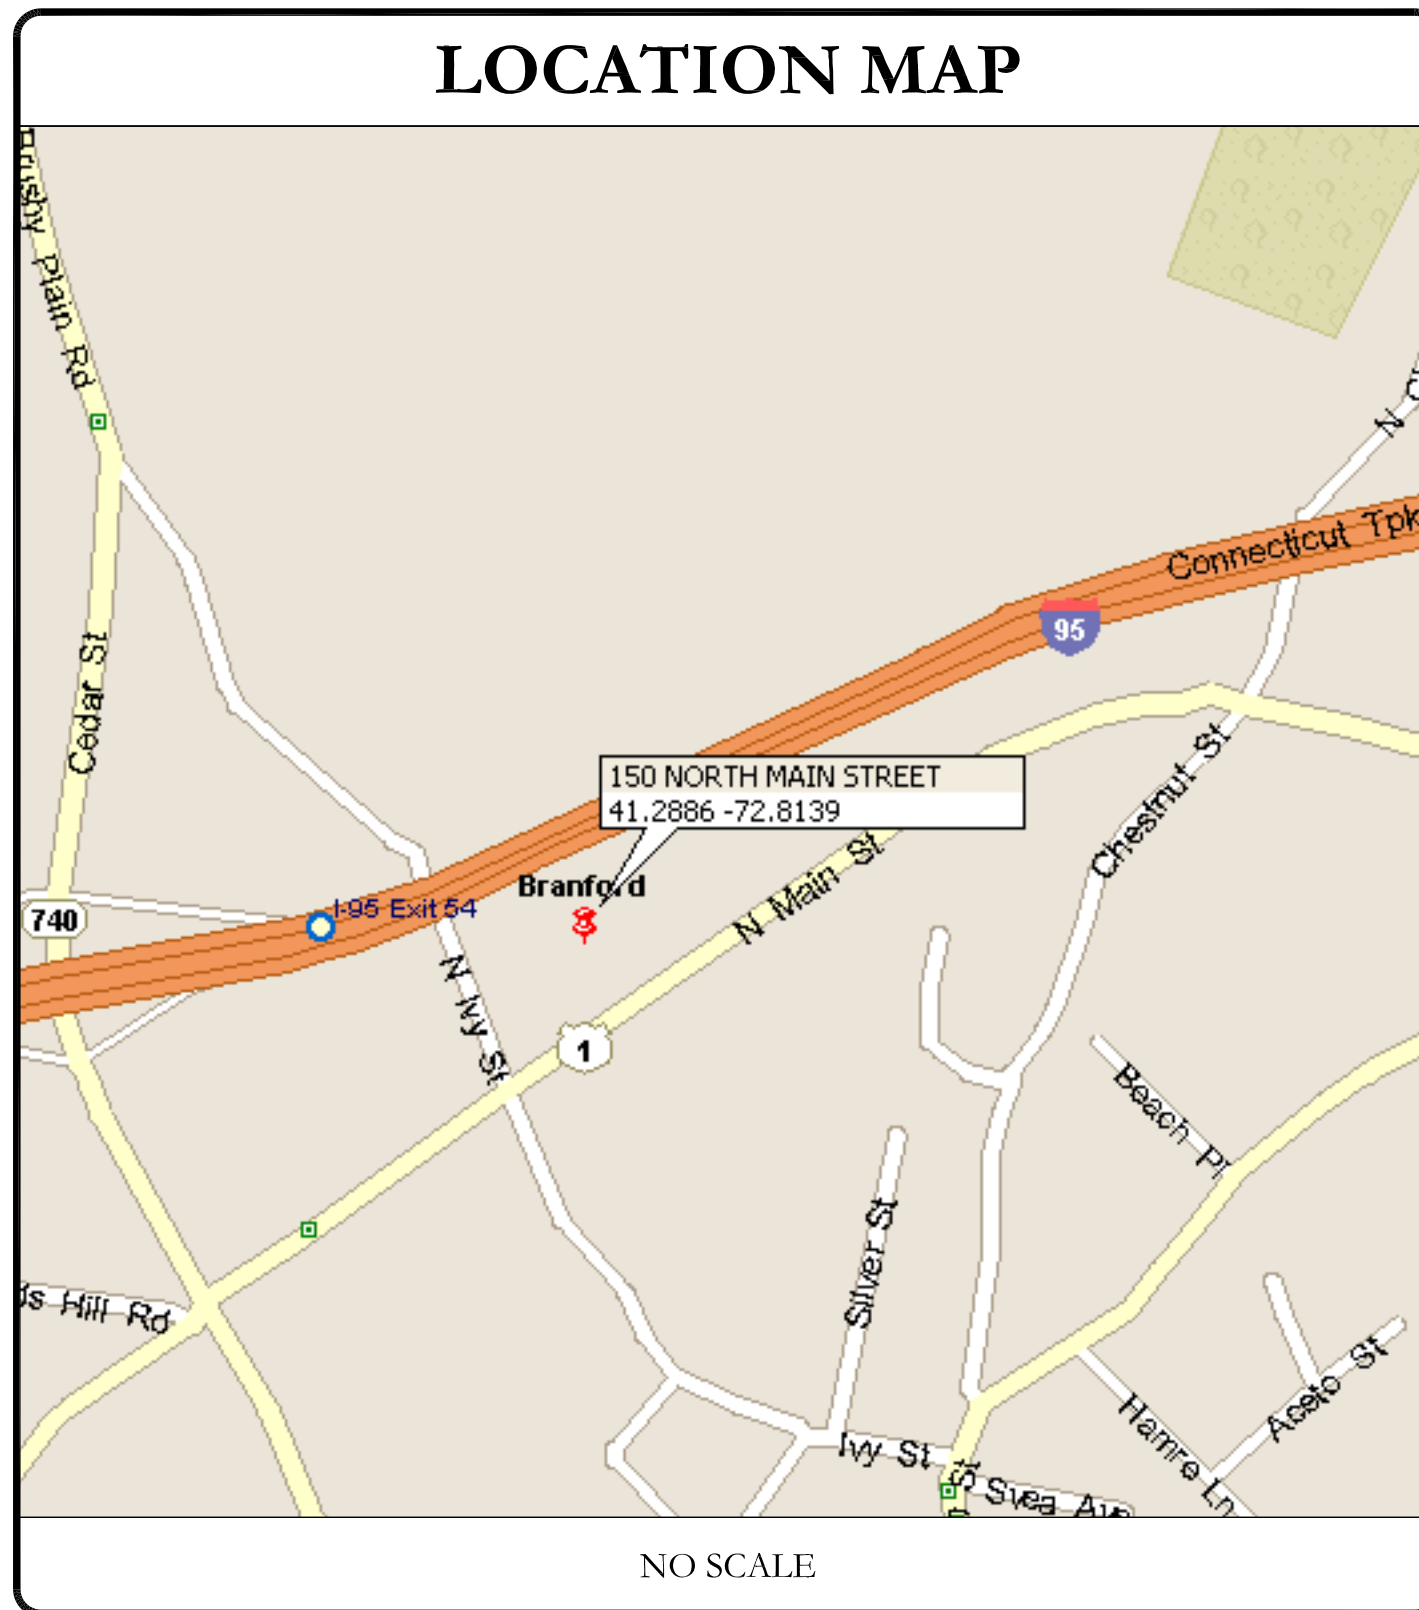 LOCATION MAP
Brushy Plain Rd
N
Connecticut Tpk
95
Cedar St
150 NORTH MAIN STREET
41.2886 -72.8139
Chestnut St
Branford
N Main St
I-95 Exit 54
740
N Ivy St
1
Beach Pl
Silver St
Hill Rd
Aceto St
Hamre Ln
Ivy St
Svea Ave
NO SCALE